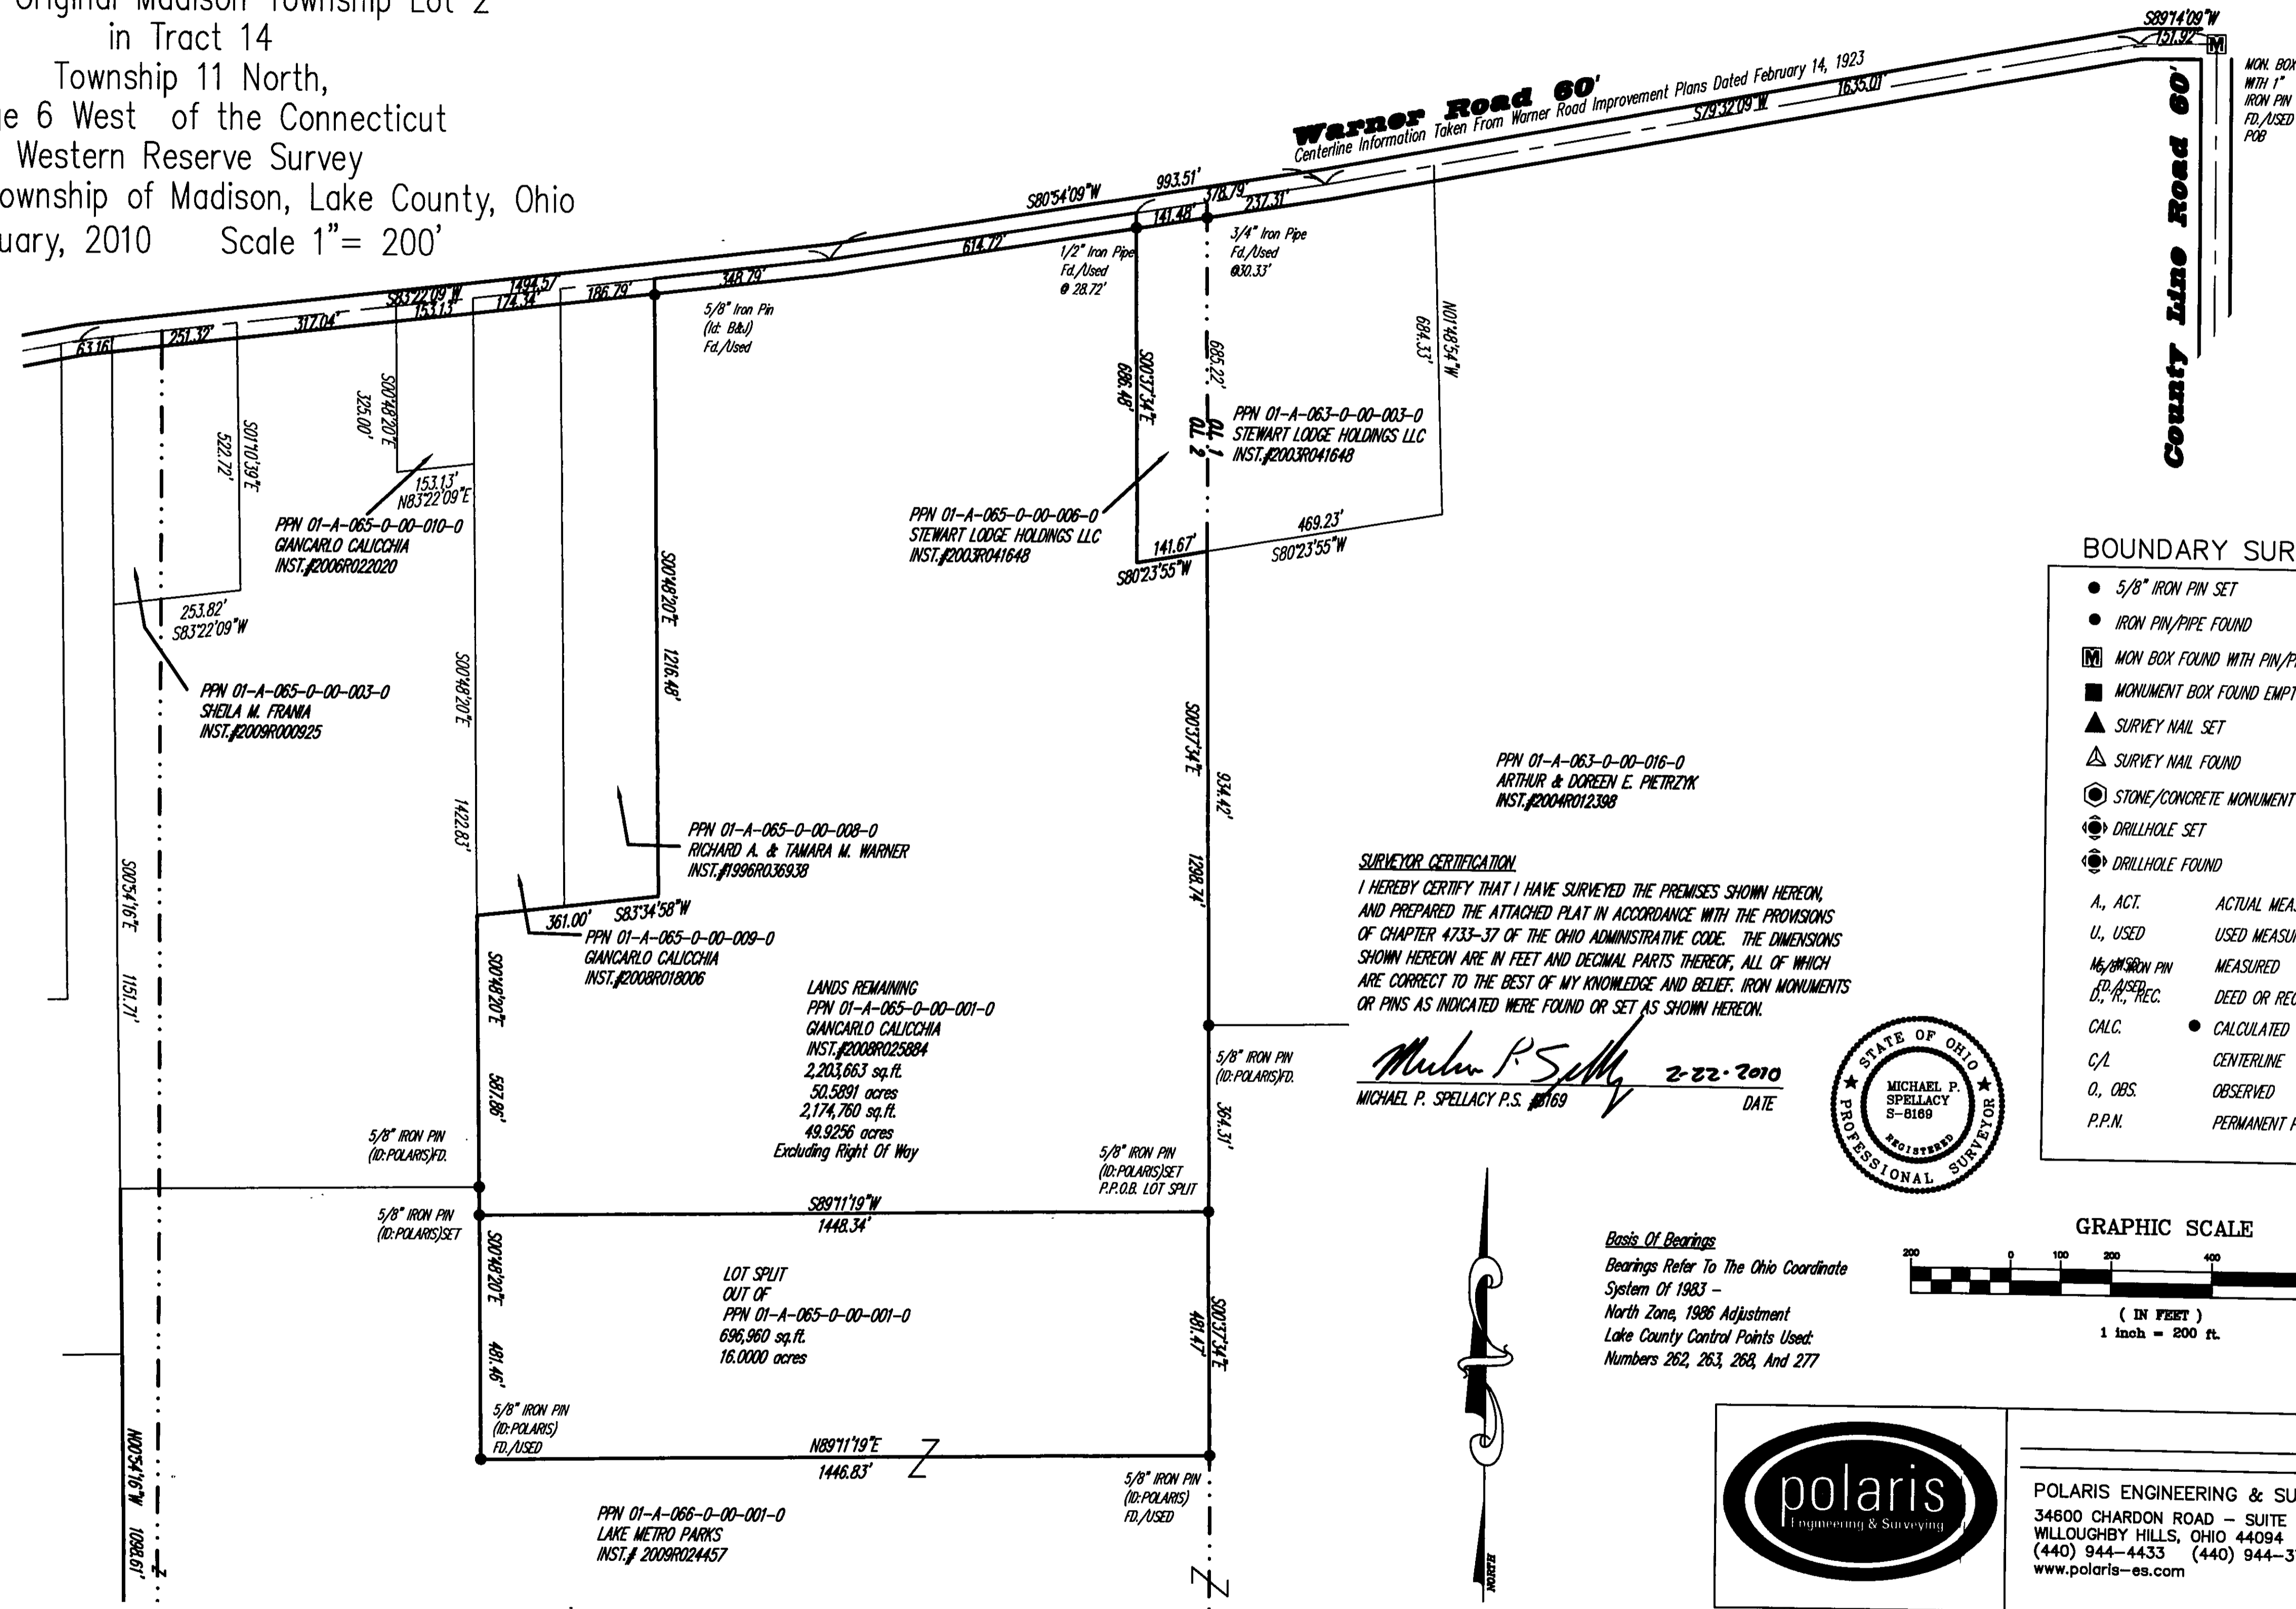 Original Madison Township Lot 2
in Tract 14
Township 11 North,
6 West of the Connecticut
Western Reserve Survey
Township of Madison, Lake County, Ohio
2010 Scale 1"= 200'
Warner Road 60'
Centerline Information Taken From Warner Road Improvement Plans Dated February 14, 1923
S89°14'09"W
151.92'
MON. BOX
WITH 1"
IRON PIN
FD./USED
POB
County Line Road 60'
S79°32'09"W
1635.01'
S80°54'09"W
993.51'
378.79'
141.48'
237.31'
614.72'
348.79'
S83°22'09"W
1494.57'
153.13'
174.34'
186.79'
317.04'
251.32'
63.16'
1/2" Iron Pipe
Fd./Used
@ 28.72'
3/4" Iron Pipe
Fd./Used
@30.33'
5/8" Iron Pin
(Id: B&J)
Fd./Used
S01°10'39"E
522.72'
S00°48'20"E
325.00'
153.13'
N83°22'09"E
PPN 01-A-065-0-00-010-0
GIANCARLO CALICCHIA
INST.#2006R022020
253.82'
S83°22'09"W
PPN 01-A-065-0-00-003-0
SHEILA M. FRANIA
INST.#2009R000925
S00°37'34"E
686.48'
685.22'
OL 1
OL 2
N01°48'54"W
684.33'
PPN 01-A-063-0-00-003-0
STEWART LODGE HOLDINGS LLC
INST.#2003R041648
PPN 01-A-065-0-00-006-0
STEWART LODGE HOLDINGS LLC
INST.#2003R041648
141.67'
S80°23'55"W
469.23'
S80°23'55"W
S00°48'20"E 1216.48'
S00°48'20"E 1422.83'
S00°54'16"E 1151.71'
S00°37'34"E
934.42'
1298.74'
PPN 01-A-063-0-00-016-0
ARTHUR & DOREEN E. PIETRZYK
INST.#2004R012398
PPN 01-A-065-0-00-008-0
RICHARD A. & TAMARA M. WARNER
INST.#1996R036938
361.00' S83°34'58"W
PPN 01-A-065-0-00-009-0
GIANCARLO CALICCHIA
INST.#2008R018006
S00°48'20"E 587.86'
LANDS REMAINING
PPN 01-A-065-0-00-001-0
GIANCARLO CALICCHIA
INST.#2008R025884
2,203,663 sq.ft.
50.5891 acres
2,174,760 sq.ft.
49.9256 acres
Excluding Right Of Way
SURVEYOR CERTIFICATION
I HEREBY CERTIFY THAT I HAVE SURVEYED THE PREMISES SHOWN HEREON,
AND PREPARED THE ATTACHED PLAT IN ACCORDANCE WITH THE PROVISIONS
OF CHAPTER 4733-37 OF THE OHIO ADMINISTRATIVE CODE. THE DIMENSIONS
SHOWN HEREON ARE IN FEET AND DECIMAL PARTS THEREOF, ALL OF WHICH
ARE CORRECT TO THE BEST OF MY KNOWLEDGE AND BELIEF. IRON MONUMENTS
OR PINS AS INDICATED WERE FOUND OR SET AS SHOWN HEREON.
2-22-2010
MICHAEL P. SPELLACY P.S. #8169 DATE
STATE OF OHIO
MICHAEL P.
SPELLACY
S-8169
REGISTERED
PROFESSIONAL SURVEYOR
5/8" IRON PIN
(ID:POLARIS)FD.
364.31'
5/8" IRON PIN
(ID:POLARIS)FD.
5/8" IRON PIN
(ID:POLARIS)SET
P.P.O.B. LOT SPLIT
5/8" IRON PIN
(ID:POLARIS)SET
S89°11'19"W
1448.34'
S00°48'20"E 481.46'
LOT SPLIT
OUT OF
PPN 01-A-065-0-00-001-0
696,960 sq.ft.
16.0000 acres
S00°37'34"E
481.47'
5/8" IRON PIN
(ID:POLARIS)
FD./USED
N89°11'19"E
1446.83'
5/8" IRON PIN
(ID:POLARIS)
FD./USED
N00°54'16"W 1098.61'
PPN 01-A-066-0-00-001-0
LAKE METRO PARKS
INST.# 2009R024457
NORTH
Basis Of Bearings
Bearings Refer To The Ohio Coordinate
System Of 1983 -
North Zone, 1986 Adjustment
Lake County Control Points Used:
Numbers 262, 263, 268, And 277
BOUNDARY
5/8" IRON PIN SET
IRON PIN/PIPE FOUND
MON BOX FOUND WITH
MONUMENT BOX FOUND
SURVEY NAIL SET
SURVEY NAIL FOUND
STONE/CONCRETE MONUMENT
DRILLHOLE SET
DRILLHOLE FOUND
A., ACT. ACTUAL
U., USED USED
MEASURED
5/8" IRON PIN
FD./USED
D., R., REC. DEED OR
CALC. CALCULATED
C/L CENTERLINE
O., OBS. OBSERVED
P.P.N. PERMANENT
GRAPHIC SCALE
200 0 100 200 400
( IN FEET )
1 inch = 200 ft.
polaris
Engineering & Surveying
POLARIS ENGINEERING &
34600 CHARDON ROAD - SUITE
WILLOUGHBY HILLS, OHIO 44094
(440) 944-4433 (440)
www.polaris-es.com